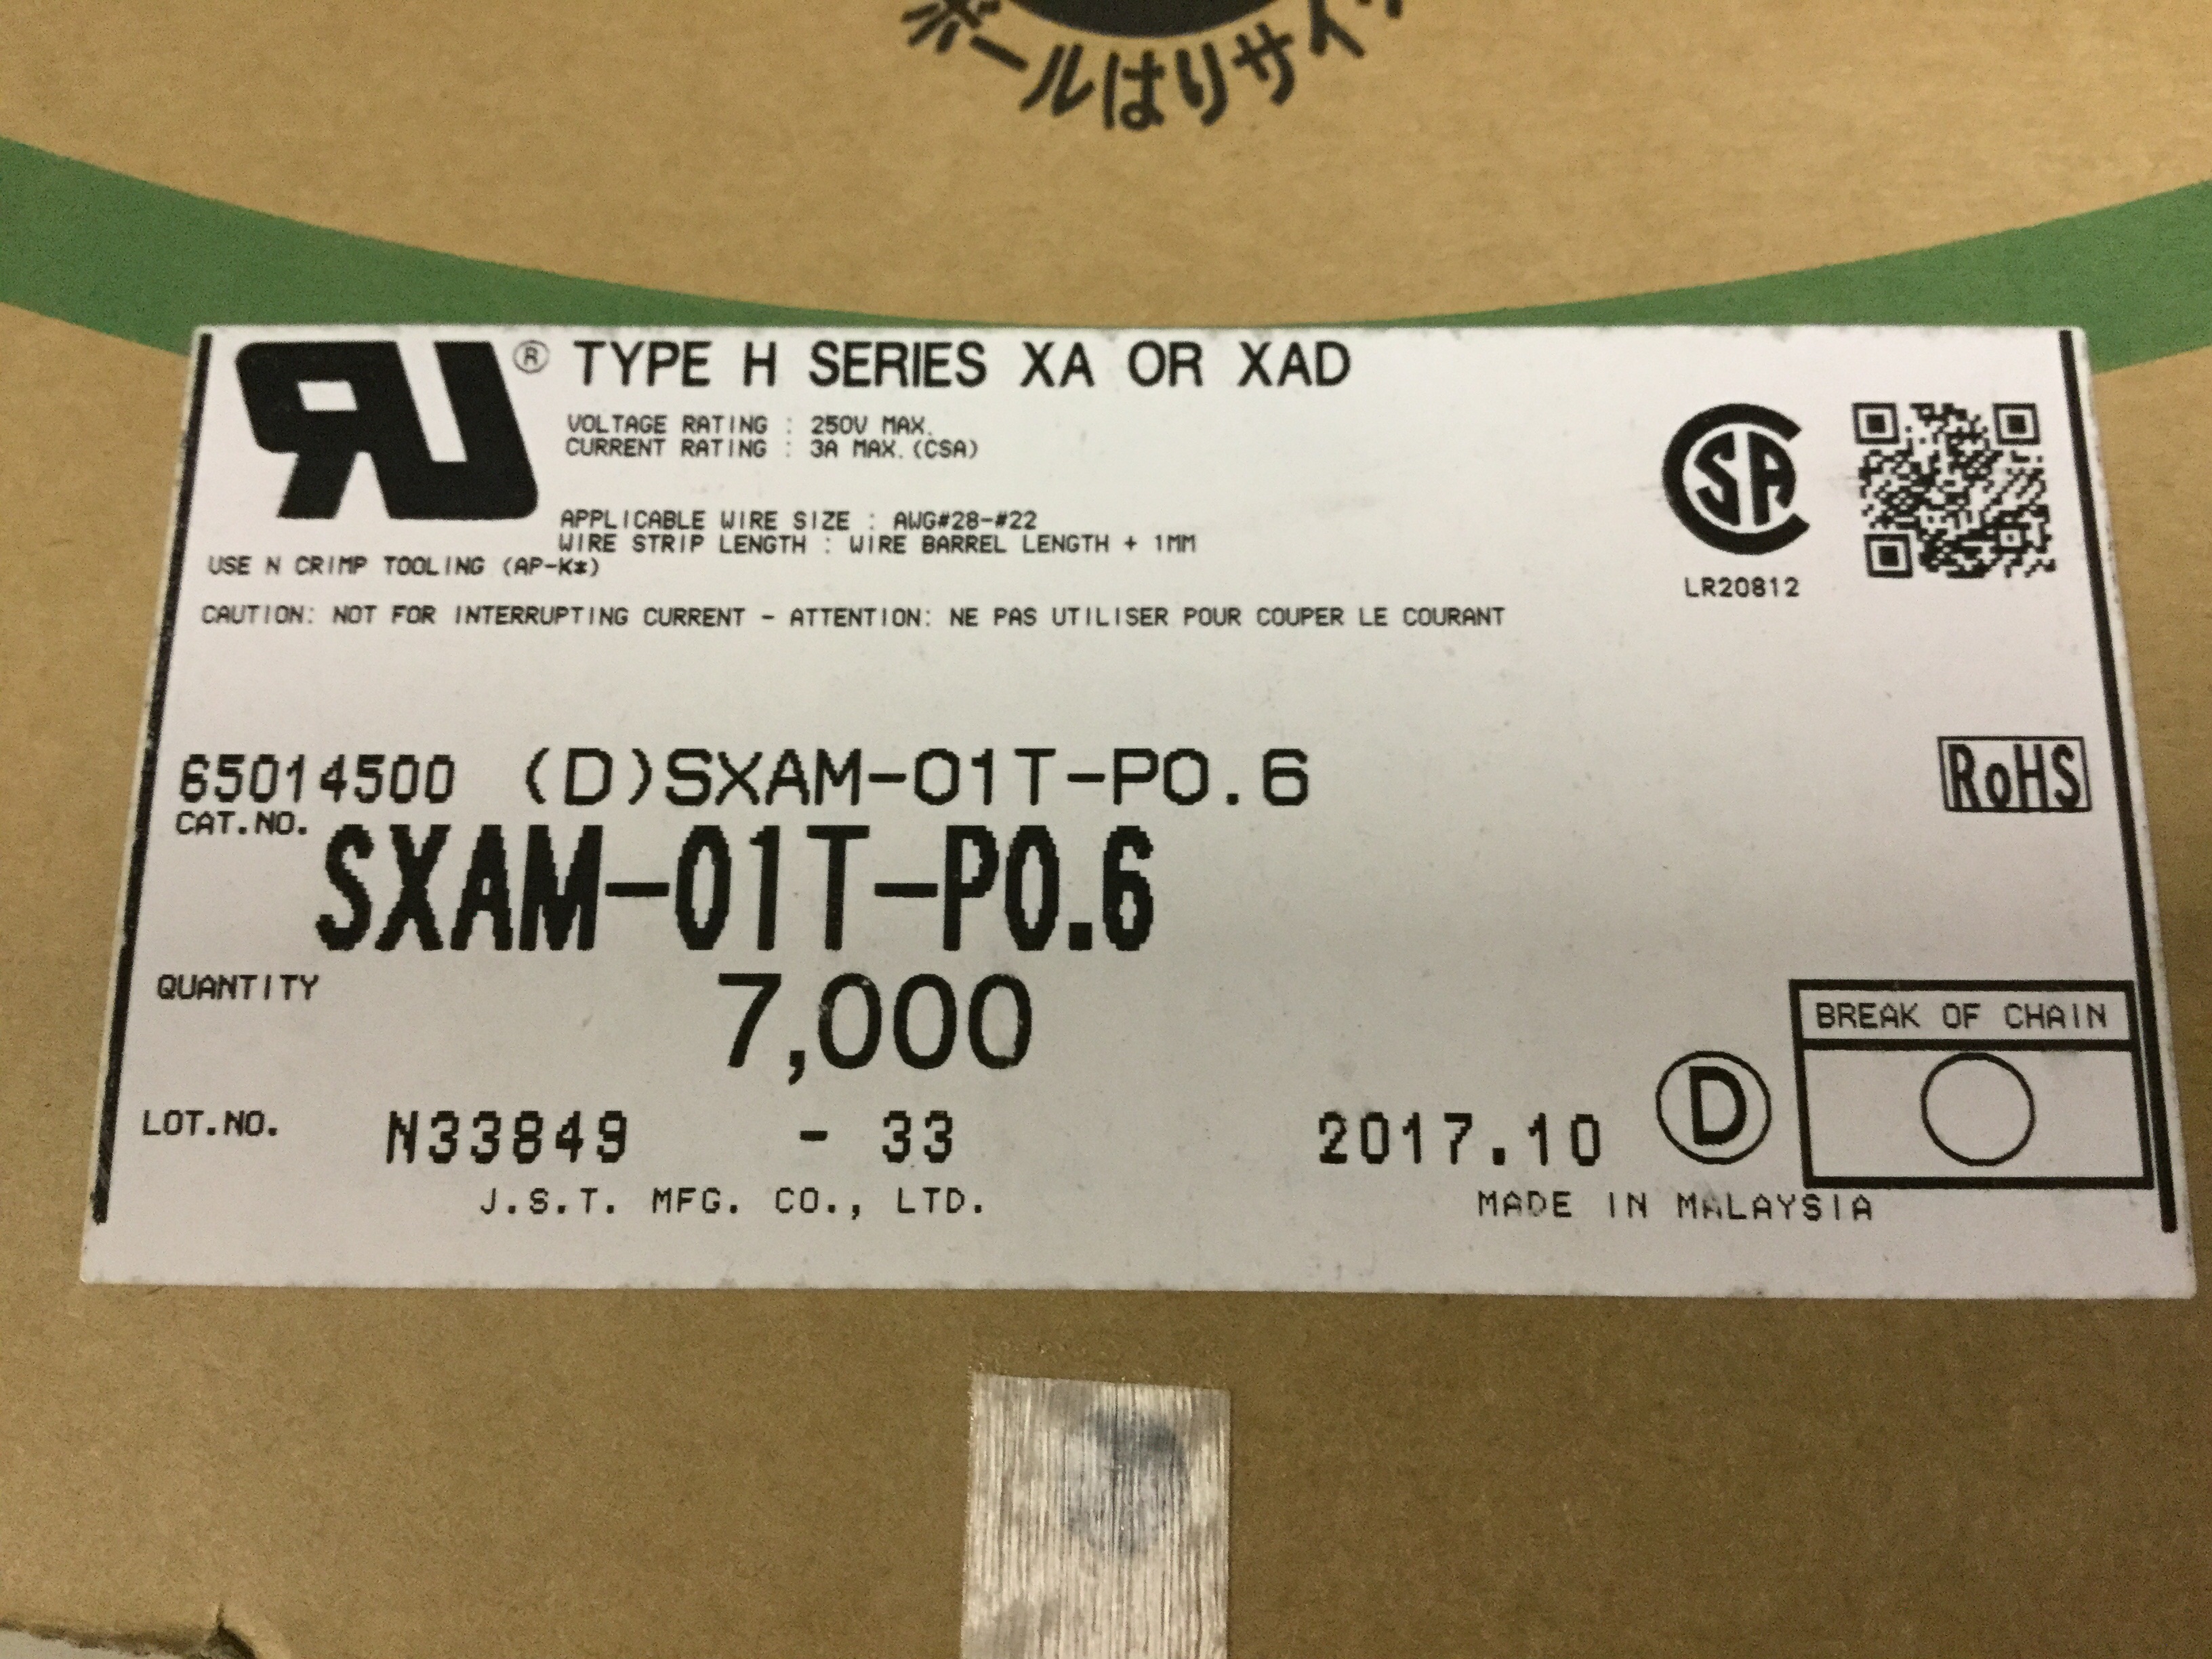 ボールはりサイ
® TYPE H SERIES XA OR XAD
VOLTAGE RATING : 250V MAX.
CURRENT RATING : 3A MAX.(CSA)
APPLICABLE WIRE SIZE : AWG#28-#22
WIRE STRIP LENGTH : WIRE BARREL LENGTH + 1MM
USE N CRIMP TOOLING (AP-K*)
LR20812
CAUTION: NOT FOR INTERRUPTING CURRENT - ATTENTION: NE PAS UTILISER POUR COUPER LE COURANT
65014500 (D)SXAM-01T-P0.6
RoHS
CAT.NO.
SXAM-01T-P0.6
QUANTITY 7,000
BREAK OF CHAIN
LOT.NO. N33849 - 33 2017.10 D
J.S.T. MFG. CO., LTD. MADE IN MALAYSIA